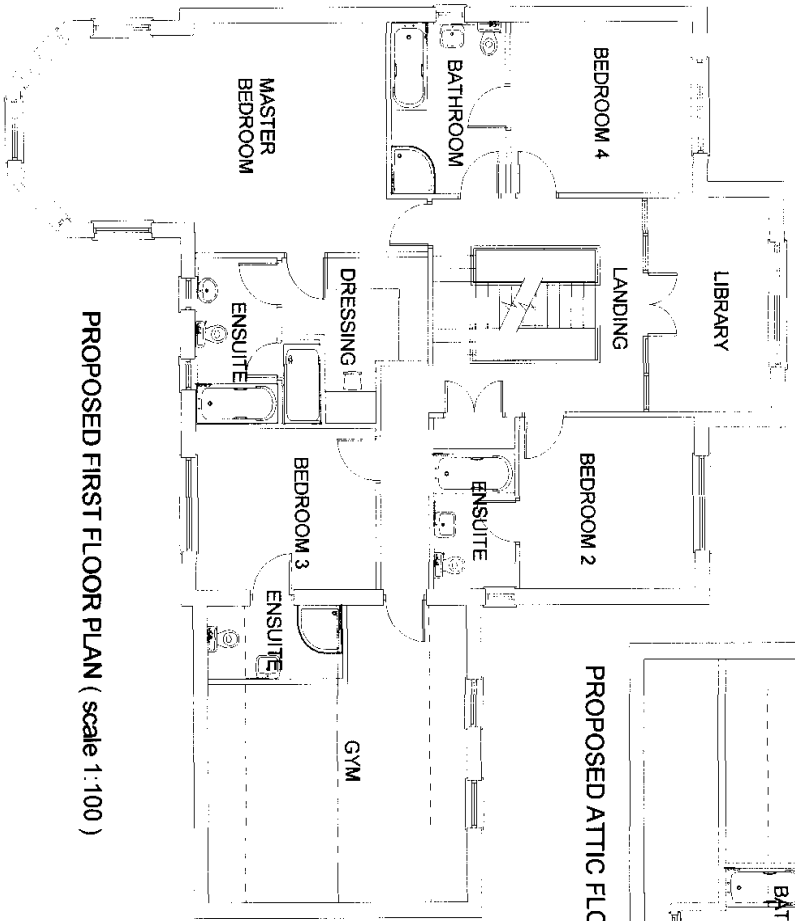 LIBRARY
BEDROOM 4
LANDING
BEDROOM 2
BATHROOM
ENSUITE
MASTER
BEDROOM
DRESSING
GYM
ENSUITE
BEDROOM 3
ENSUITE
PROPOSED FIRST FLOOR PLAN ( scale 1:100 )
PROPOSED ATTIC FLO
BAT